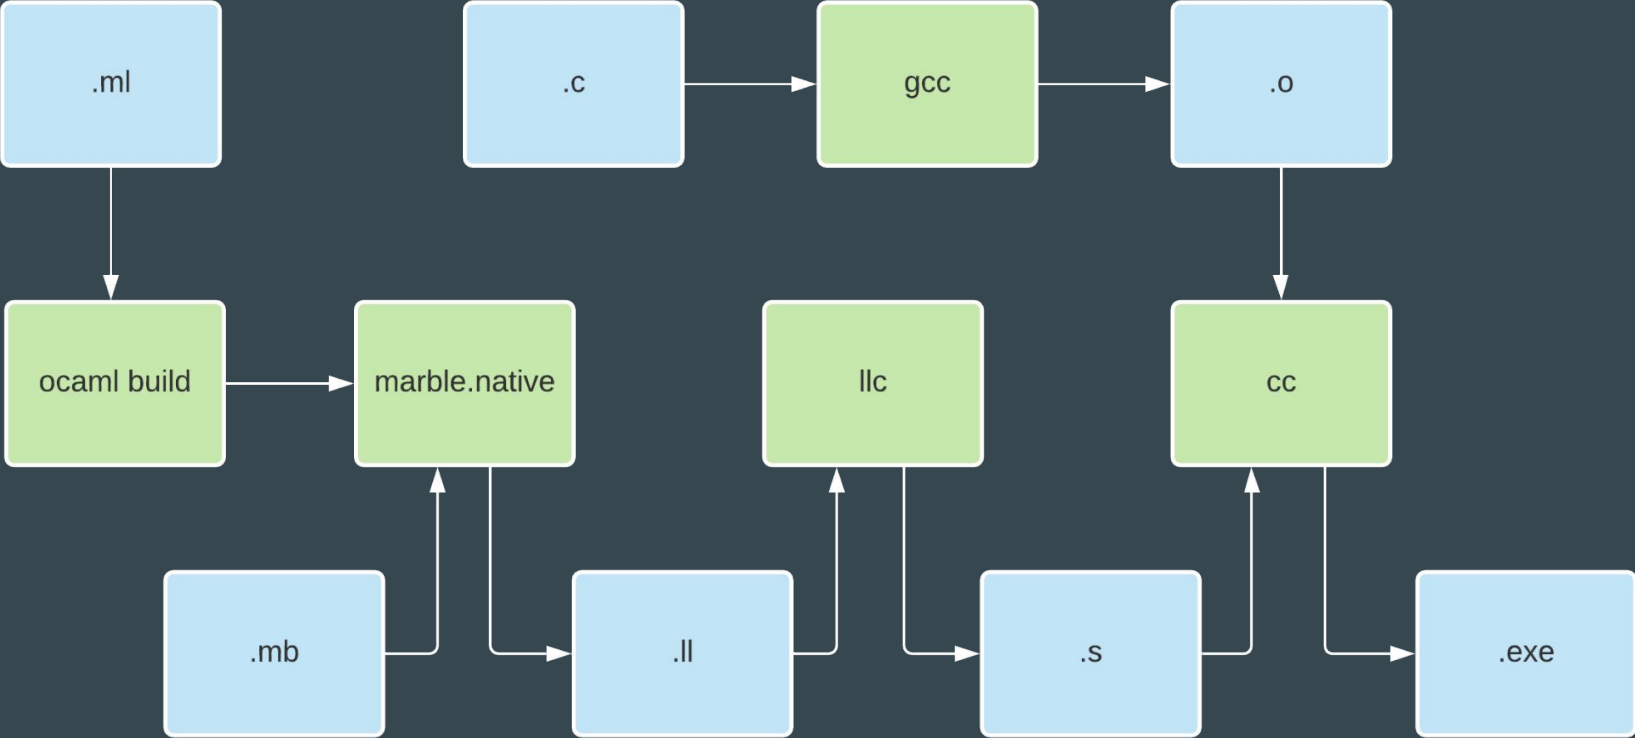 .ml
.c
gcc
.o
ocaml build
marble.native
llc
cc
.mb
.ll
.s
.exe